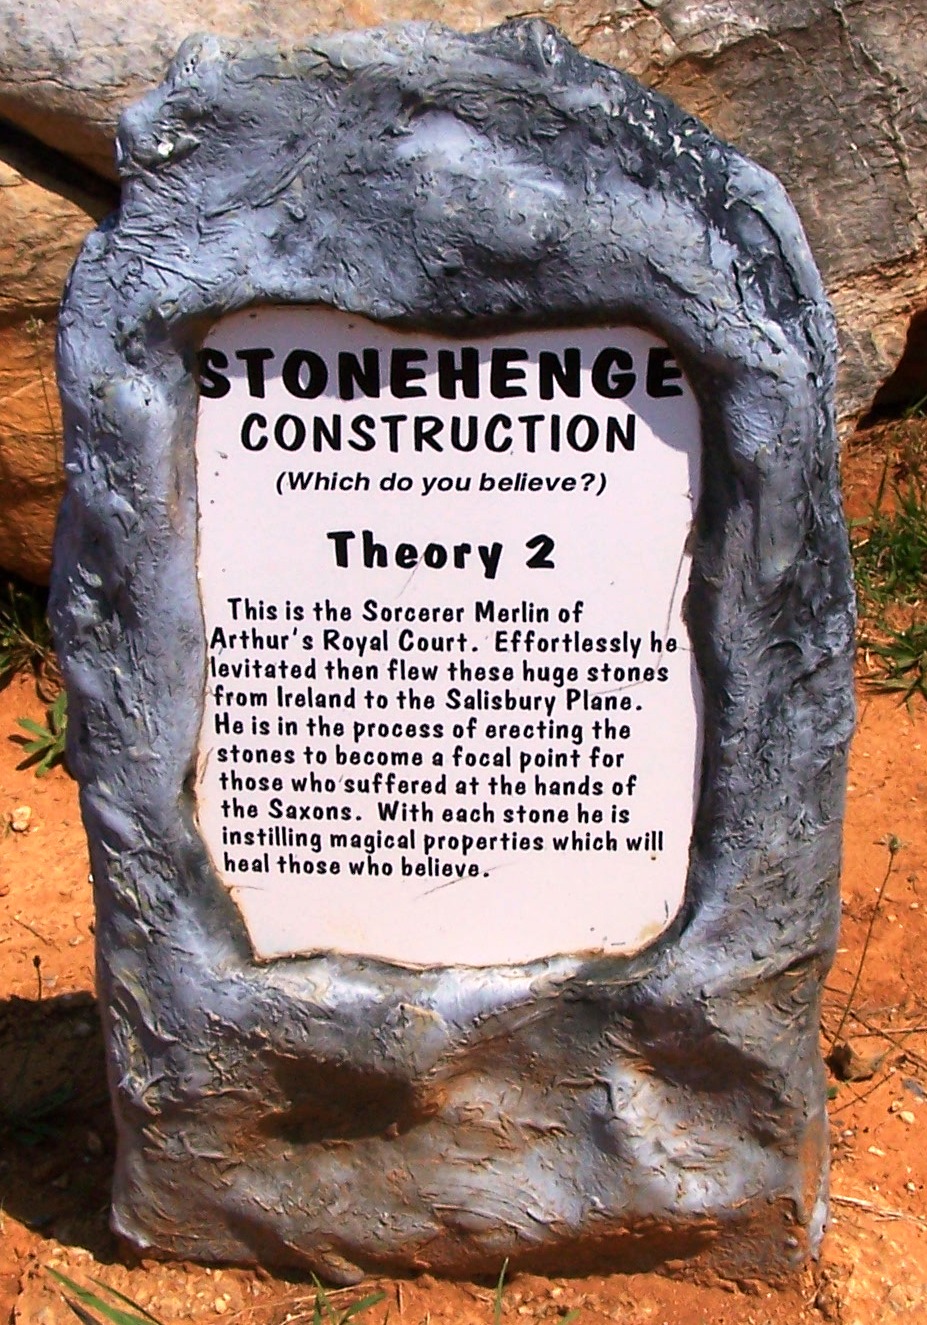 STONEHENGE
CONSTRUCTION
(Which do you believe?)
Theory 2
This is the Sorcerer Merlin of
Arthur's Royal Court. Effortlessly he
levitated then flew these huge stones
from Ireland to the Salisbury Plane.
He is in the process of erecting the
stones to become a focal point for
those who suffered at the hands of
the Saxons. With each stone he is
instilling magical properties which will
heal those who believe.